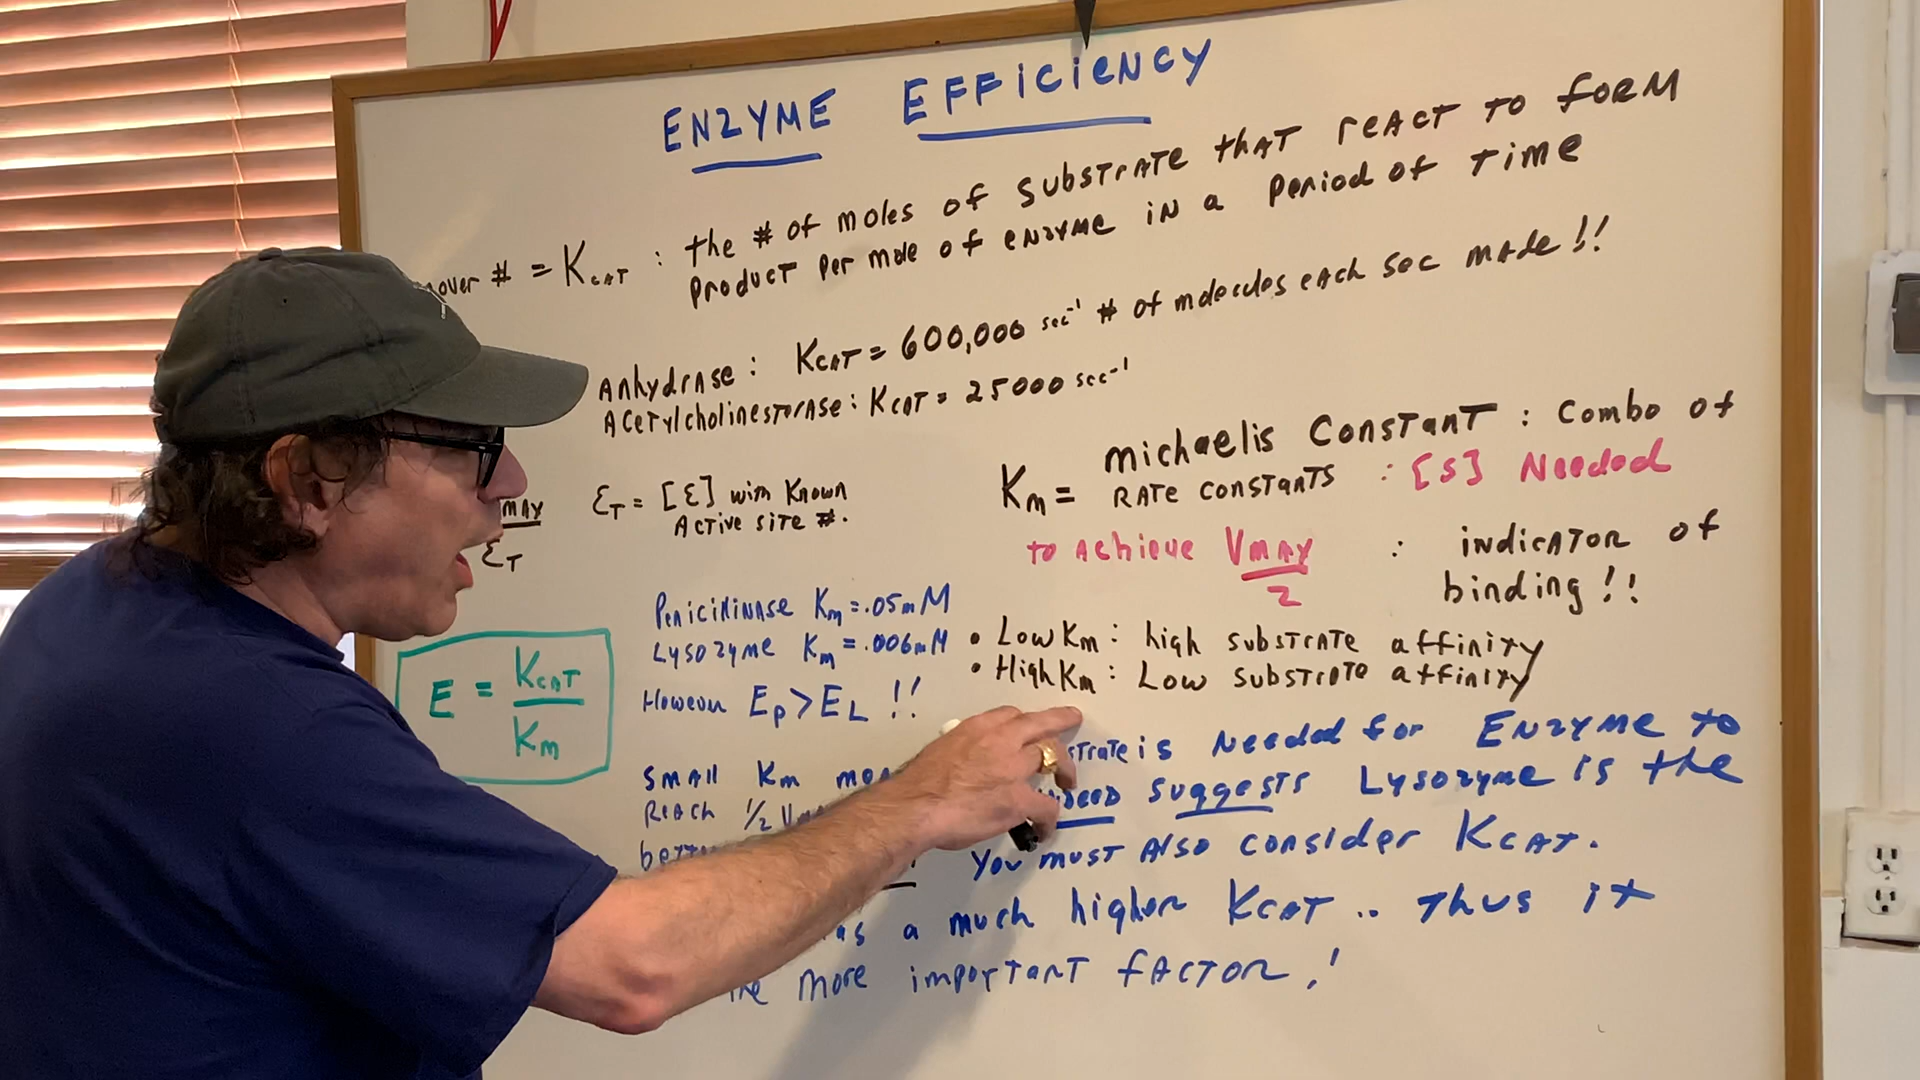 ENZYME EFFICIENCY
over # = KCAT : the # of moles of substrate that react to form
product per mole of enzyme in a period of time
Anhydrase : KCAT = 600,000 sec⁻¹ # of molecules each sec made!!
Acetylcholinesterase : KCAT = 25000 sec⁻¹
Km = michaelis constant : combo of
rate constants : [S] needed
to achieve Vmax/2 : indicator of
binding!!
• Low Km : high substrate affinity
• High Km : Low substrate affinity
max/ET
ET = [E] with known
active site #.
E = KCAT/Km
Penicillinase Km = .05mM
Lysozyme Km = .006mM
However EP > EL !!
small Km is needed for Enzyme to
Reach 1/2 suggests Lysozyme is the
You must also consider KCAT.
as a much higher KCAT .. thus it
more important factor!